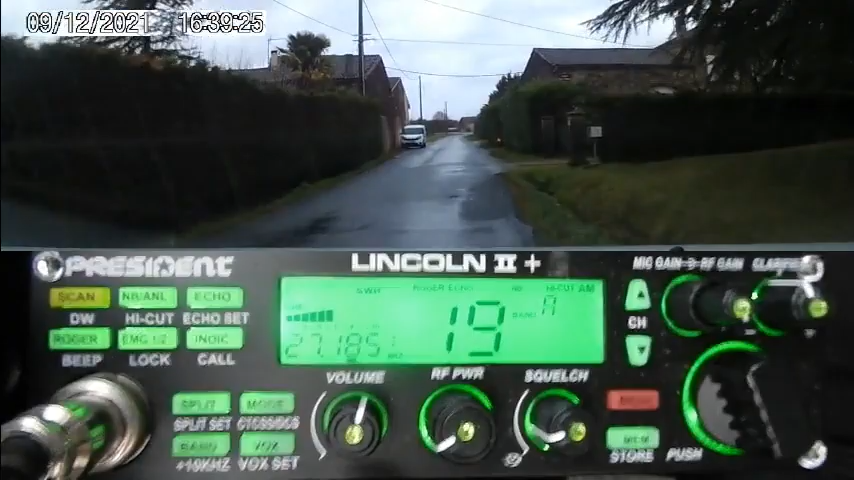 09/12/2021 16:39:25
PRESIDENT LINCOLN II + MIC GAIN RF GAIN CLARIFIER
SCAN NB/ANL ECHO
DW HI-CUT ECHO SET
ROGER EMG 1/2 INDIC
BEEP LOCK CALL
SWR ROGER ECHO HI-CUT AM
19 BAND A
27.185
CH
VOLUME RF PWR SQUELCH
SPLIT MODE
SPLIT SET CTCSS/DCS
BAND VOX
+10KHZ VOX SET
MEM
STORE PUSH